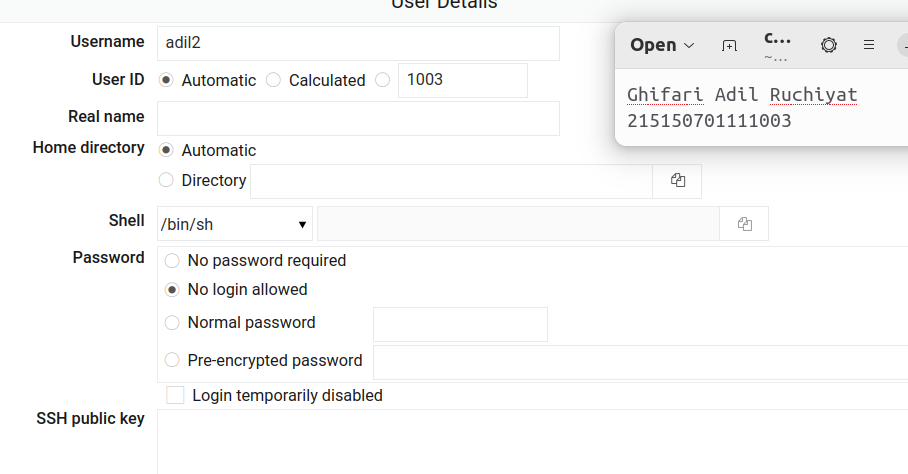 User Details
Username adil2
User ID Automatic Calculated 1003
Real name
Home directory Automatic
Directory
Shell /bin/sh
Password No password required
No login allowed
Normal password
Pre-encrypted password
Login temporarily disabled
SSH public key
Open c...
~...
Ghifari Adil Ruchiyat
215150701111003